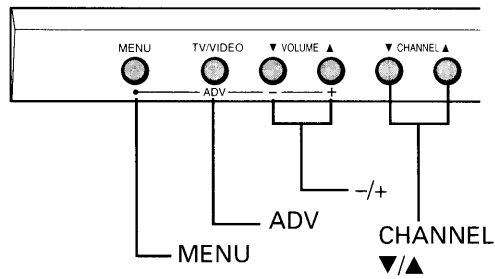 MENU TV/VIDEO ▼ VOLUME ▲ ▼ CHANNEL ▲
ADV − +
−/+
ADV
CHANNEL
MENU
▼/▲